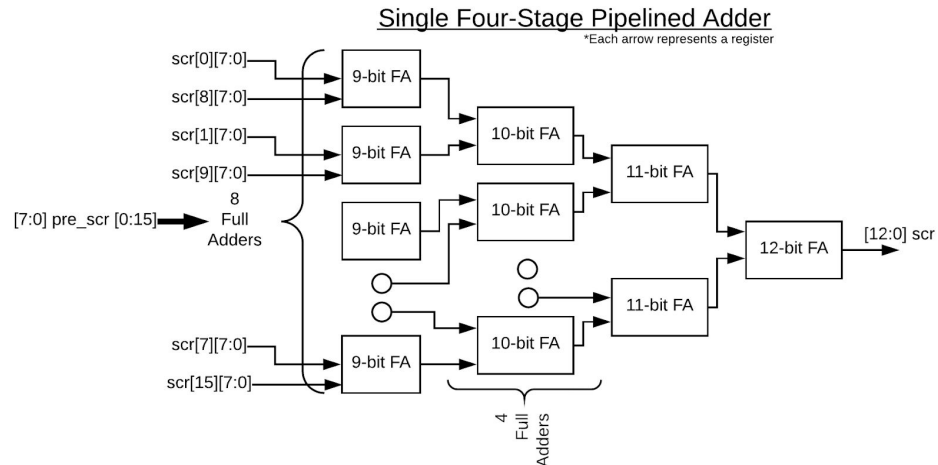 Single Four-Stage Pipelined Adder
*Each arrow represents a register
scr[0][7:0]
scr[8][7:0]
scr[1][7:0]
scr[9][7:0]
8
Full
Adders
[7:0] pre_scr [0:15]
scr[7][7:0]
scr[15][7:0]
9-bit FA
9-bit FA
9-bit FA
9-bit FA
10-bit FA
10-bit FA
10-bit FA
4
Full
Adders
11-bit FA
11-bit FA
12-bit FA
[12:0] scr